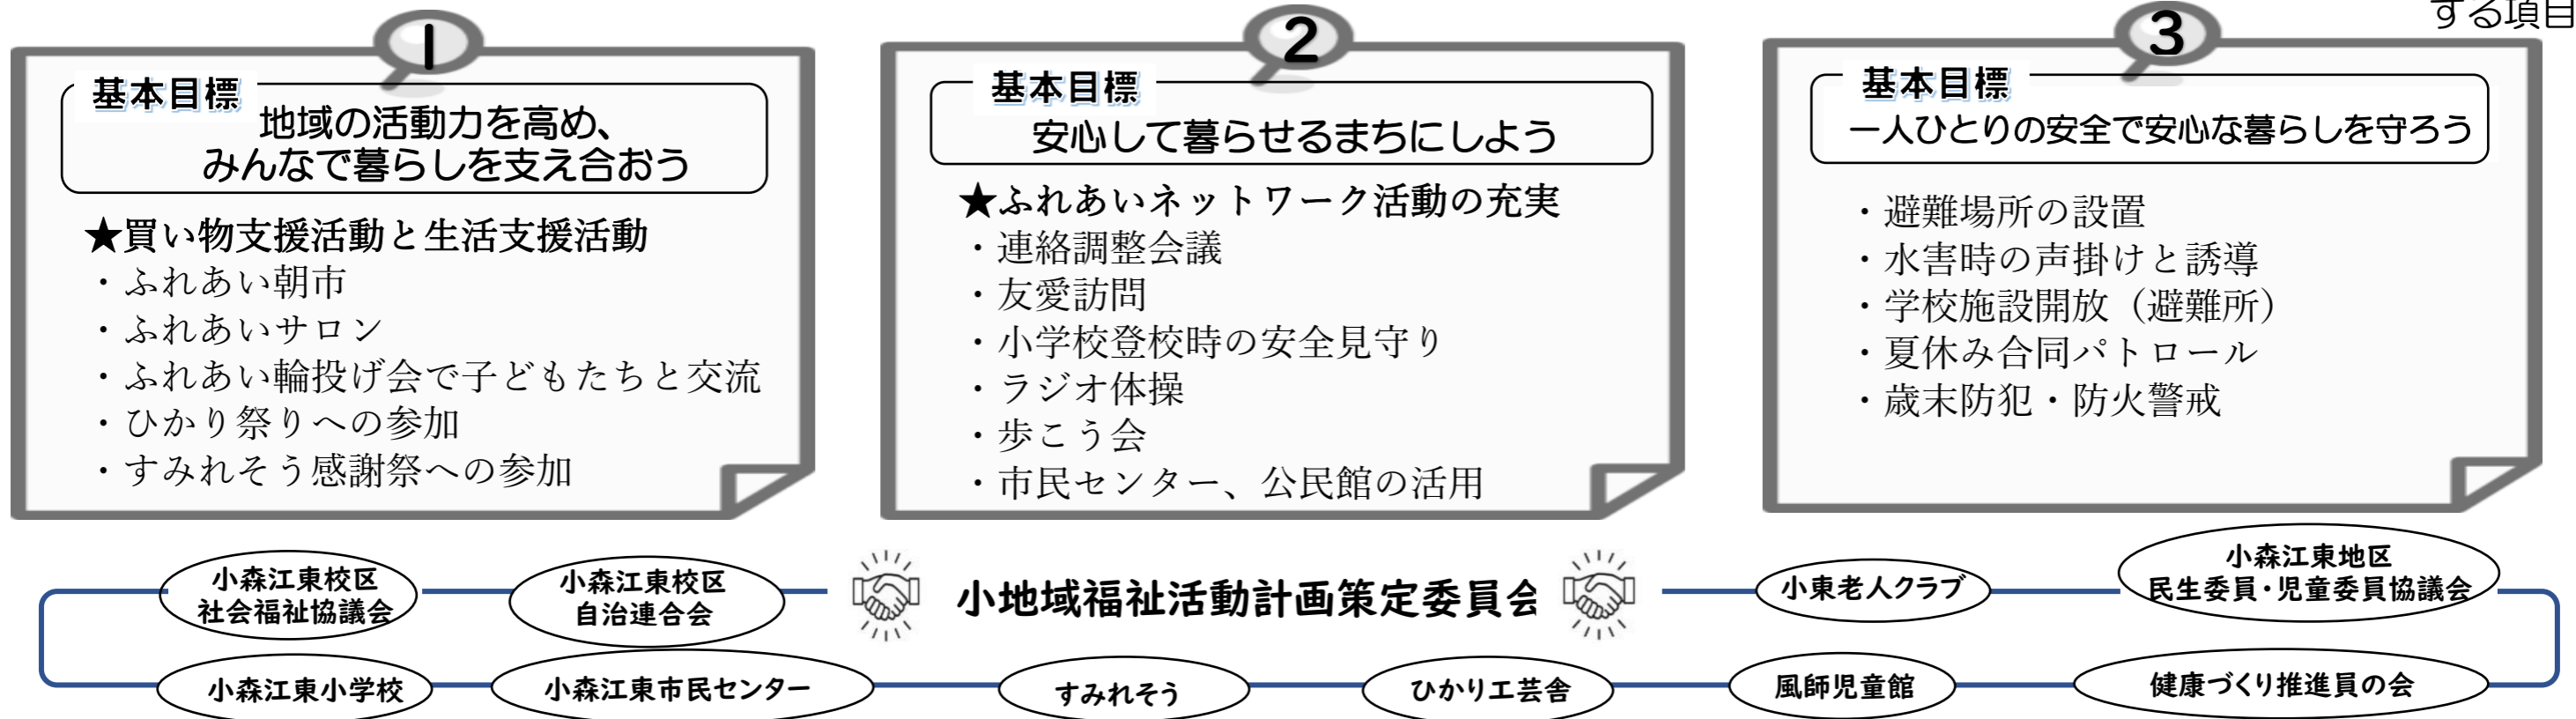 する項目
1
基本目標
地域の活動力を高め、
みんなで暮らしを支え合おう
★買い物支援活動と生活支援活動
・ふれあい朝市
・ふれあいサロン
・ふれあい輪投げ会で子どもたちと交流
・ひかり祭りへの参加
・すみれそう感謝祭への参加
2
基本目標
安心して暮らせるまちにしよう
★ふれあいネットワーク活動の充実
・連絡調整会議
・友愛訪問
・小学校登校時の安全見守り
・ラジオ体操
・歩こう会
・市民センター、公民館の活用
3
基本目標
一人ひとりの安全で安心な暮らしを守ろう
・避難場所の設置
・水害時の声掛けと誘導
・学校施設開放（避難所）
・夏休み合同パトロール
・歳末防犯・防火警戒
小森江東校区
社会福祉協議会
小森江東校区
自治連合会
小地域福祉活動計画策定委員会
小東老人クラブ
小森江東地区
民生委員・児童委員協議会
小森江東小学校
小森江東市民センター
すみれそう
ひかり工芸舎
風師児童館
健康づくり推進員の会